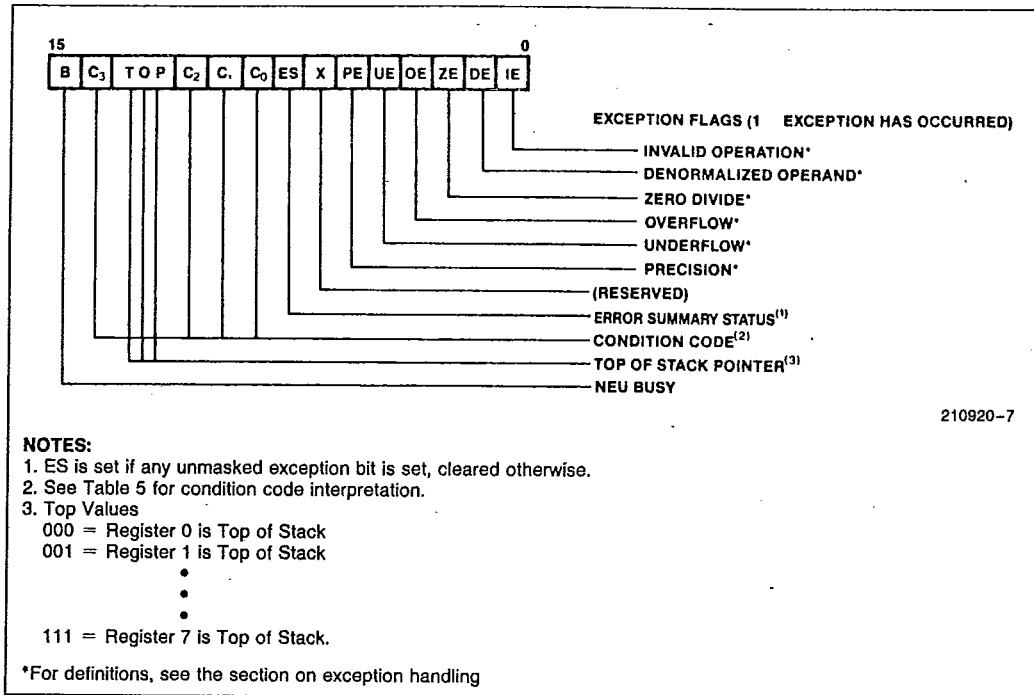 15 0
B C3 T O P C2 C1 C0 ES X PE UE OE ZE DE IE
EXCEPTION FLAGS (1 EXCEPTION HAS OCCURRED)
INVALID OPERATION*
DENORMALIZED OPERAND*
ZERO DIVIDE*
OVERFLOW*
UNDERFLOW*
PRECISION*
(RESERVED)
ERROR SUMMARY STATUS(1)
CONDITION CODE(2)
TOP OF STACK POINTER(3)
NEU BUSY
210920-7
NOTES:
1. ES is set if any unmasked exception bit is set, cleared otherwise.
2. See Table 5 for condition code interpretation.
3. Top Values
000 = Register 0 is Top of Stack
001 = Register 1 is Top of Stack
•
•
•
111 = Register 7 is Top of Stack.
*For definitions, see the section on exception handling